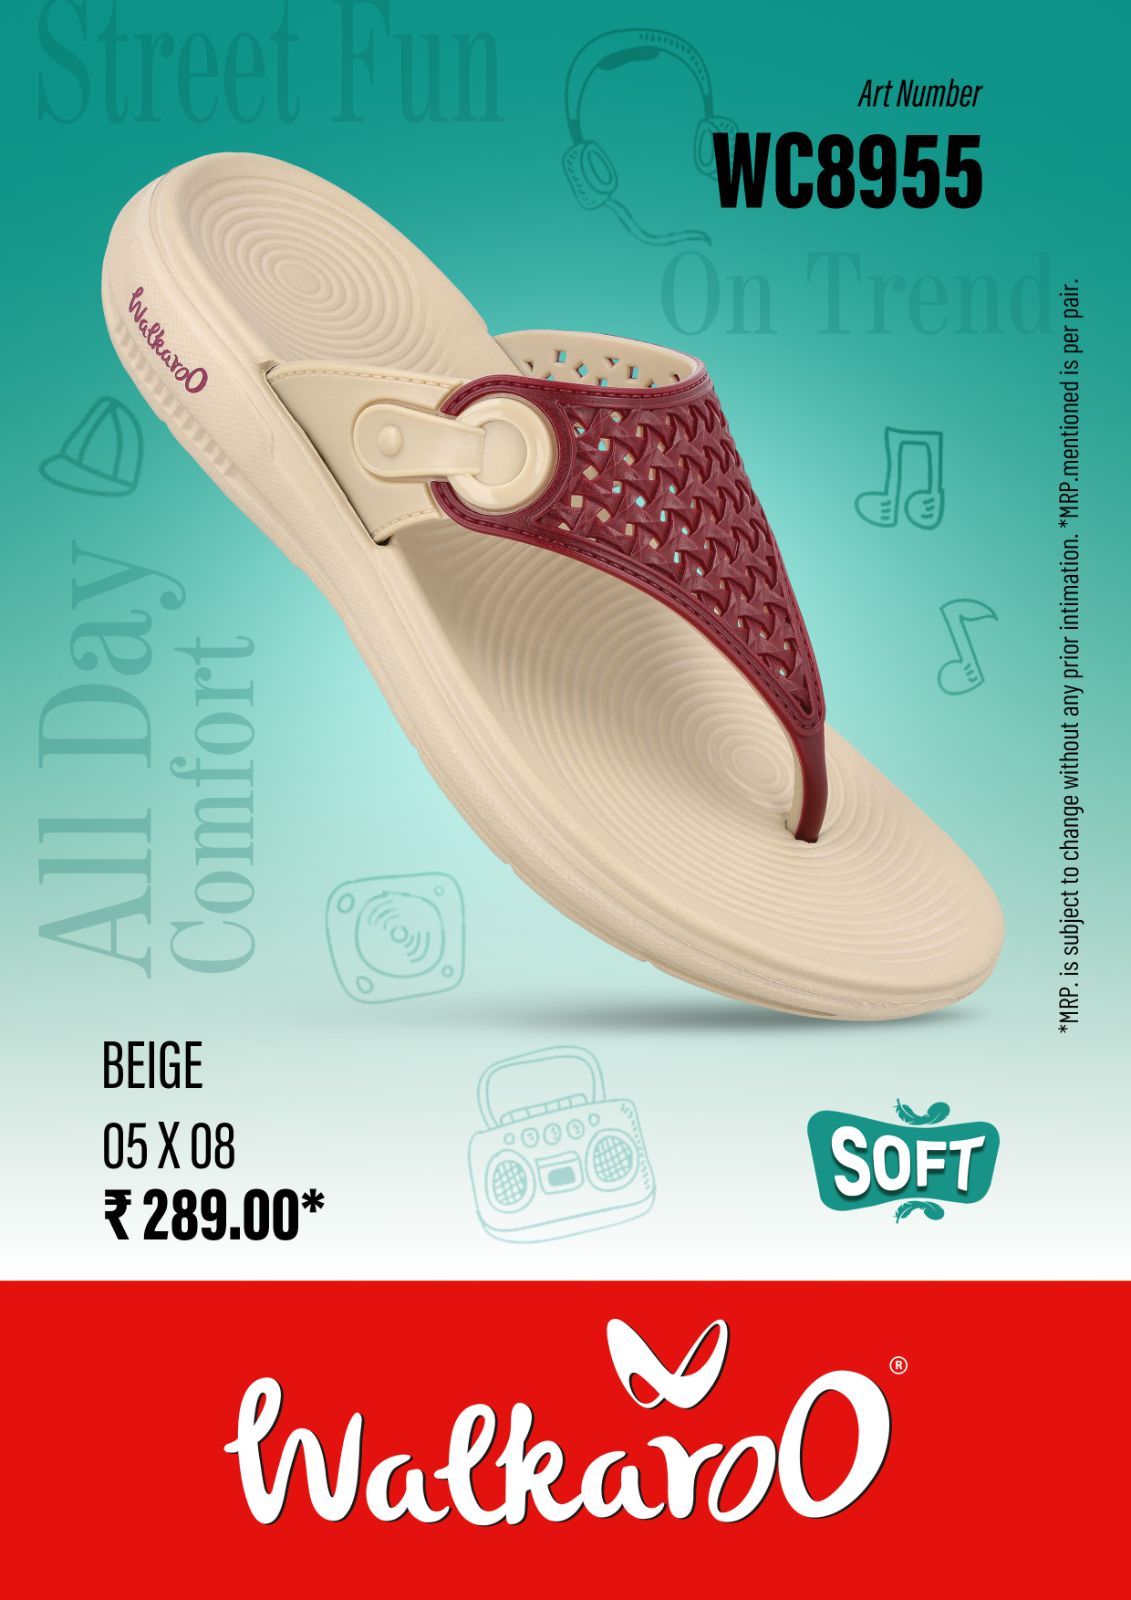 Street Fun
Art Number
WC8955
On Trend
WalkaroO
All Day
Comfort
*MRP. is subject to change without any prior intimation. *MRP.mentioned is per pair.
BEIGE
05 X 08
₹ 289.00*
SOFT
WalkaroO®